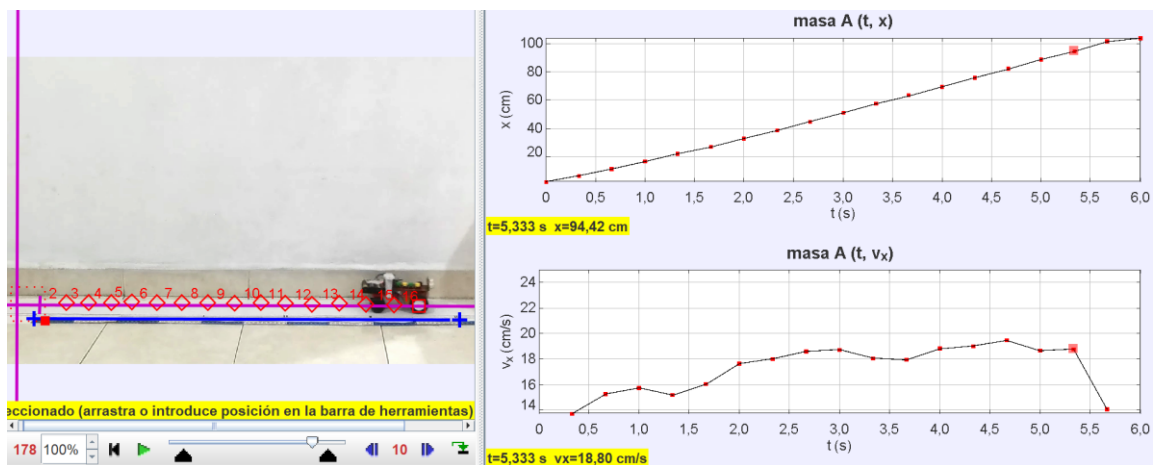 2 3 4 5 6 7 8 9 10 11 12 13 14 15 16
eccionado (arrastra o introduce posición en la barra de herramientas)
178 100% 10
masa A (t, x)
x (cm)
100
80
60
40
20
0 0,5 1,0 1,5 2,0 2,5 3,0 3,5 4,0 4,5 5,0 5,5 6,0
t (s)
t=5,333 s x=94,42 cm
masa A (t, vx)
vx (cm/s)
24
22
20
18
16
14
0 0,5 1,0 1,5 2,0 2,5 3,0 3,5 4,0 4,5 5,0 5,5 6,0
t (s)
t=5,333 s vx=18,80 cm/s